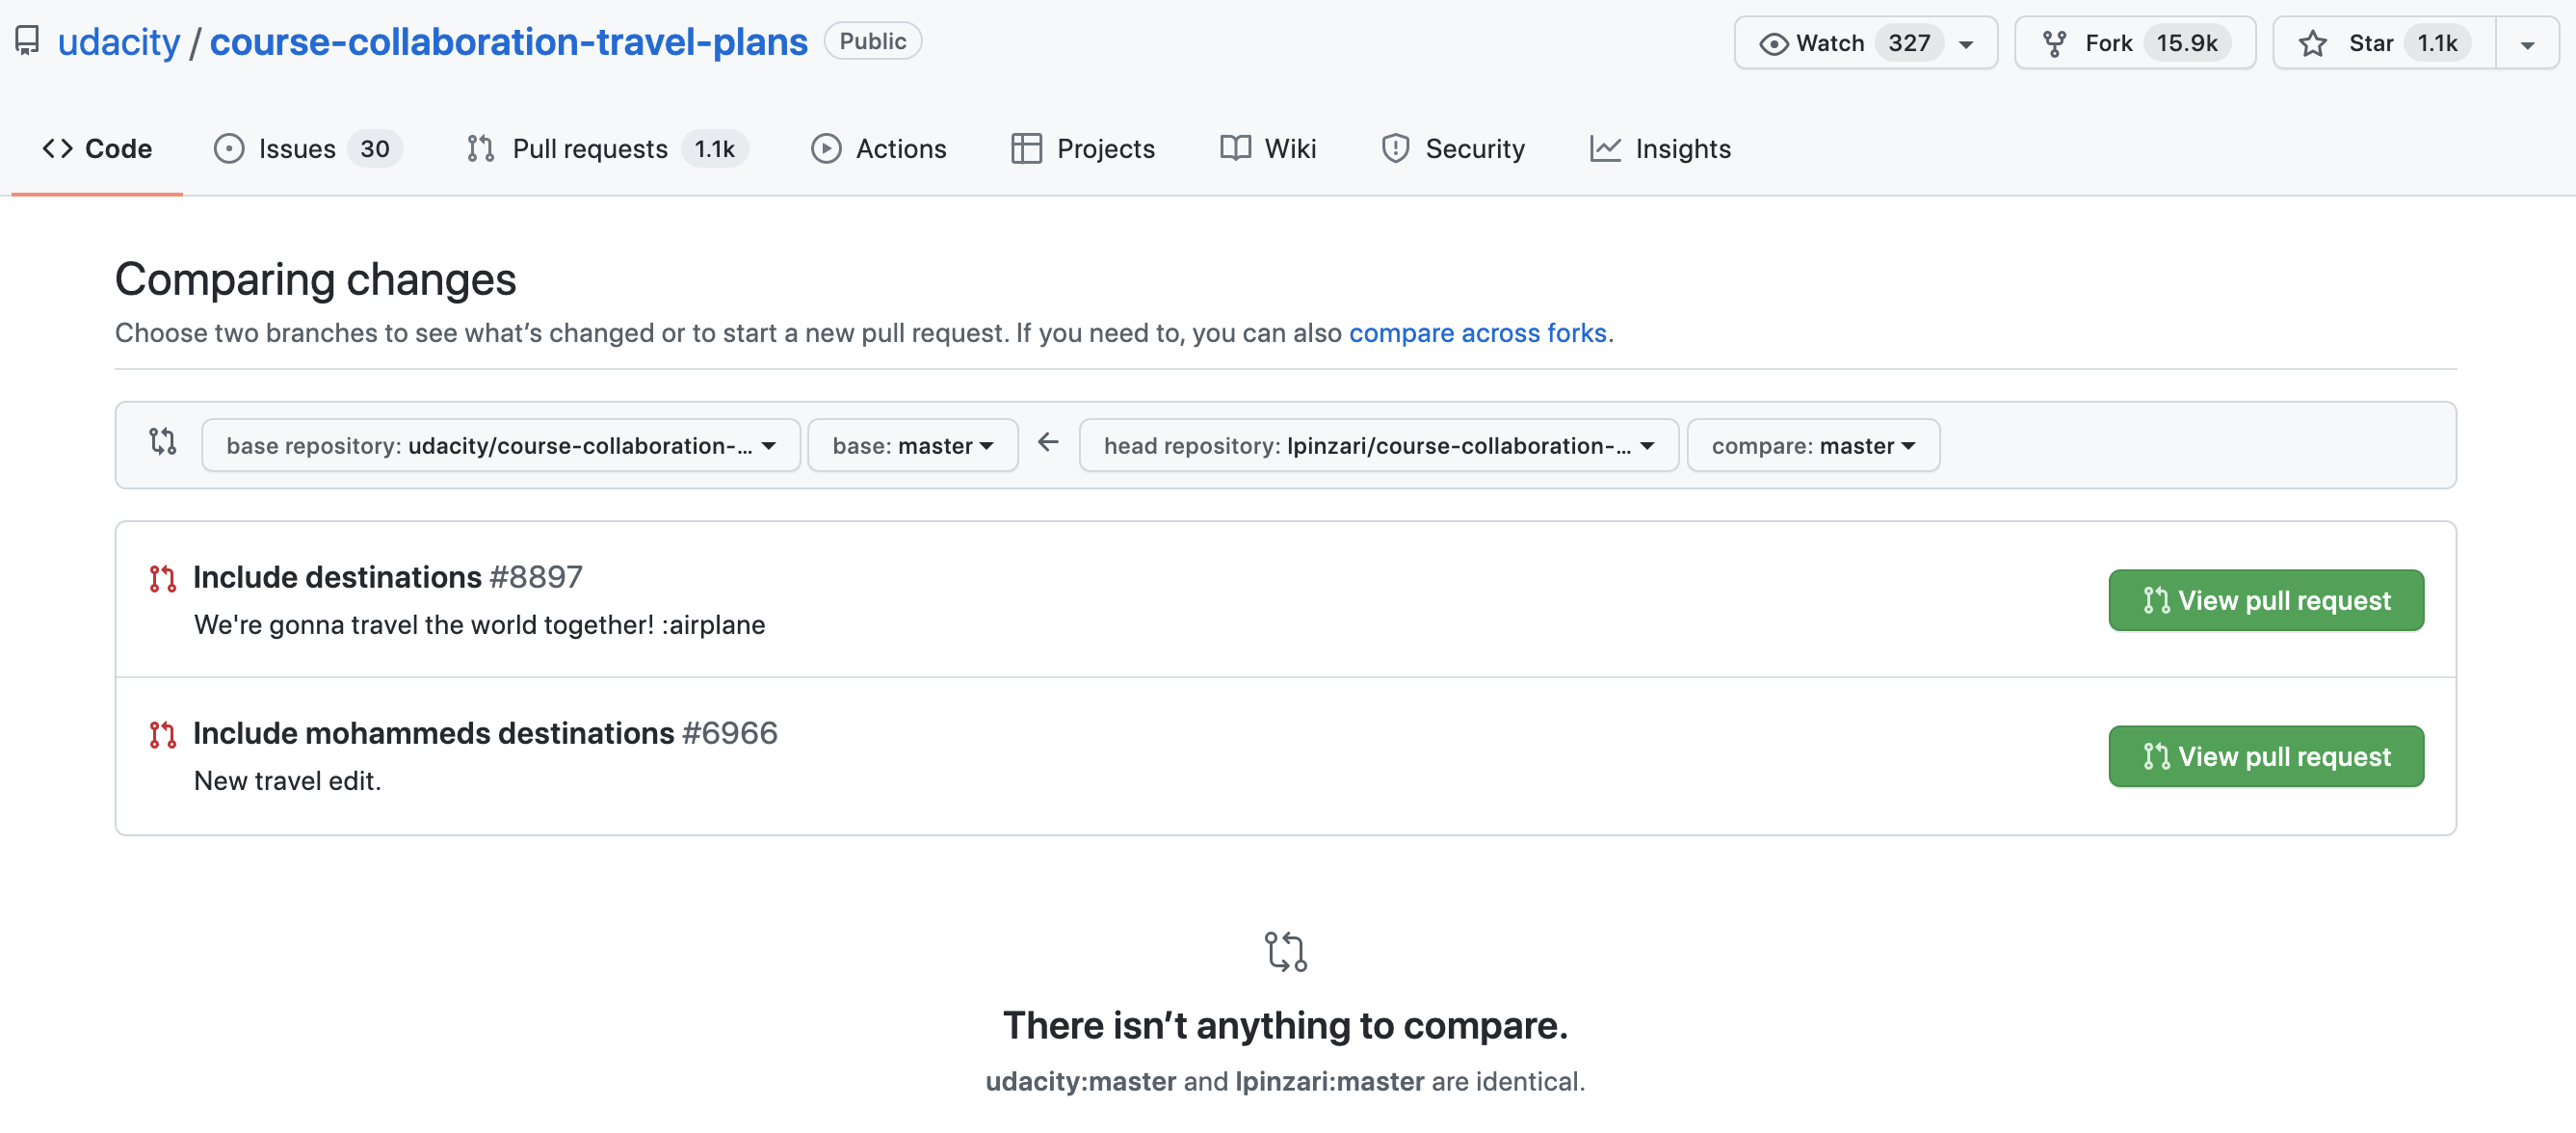 udacity / course-collaboration-travel-plans Public Watch 327 Fork 15.9k Star 1.1k
Code Issues 30 Pull requests 1.1k Actions Projects Wiki Security Insights
Comparing changes
Choose two branches to see what’s changed or to start a new pull request. If you need to, you can also compare across forks.
base repository: udacity/course-collaboration-... base: master head repository: lpinzari/course-collaboration-... compare: master
Include destinations #8897
We're gonna travel the world together! :airplane
View pull request
Include mohammeds destinations #6966
New travel edit.
View pull request
There isn’t anything to compare.
udacity:master and lpinzari:master are identical.